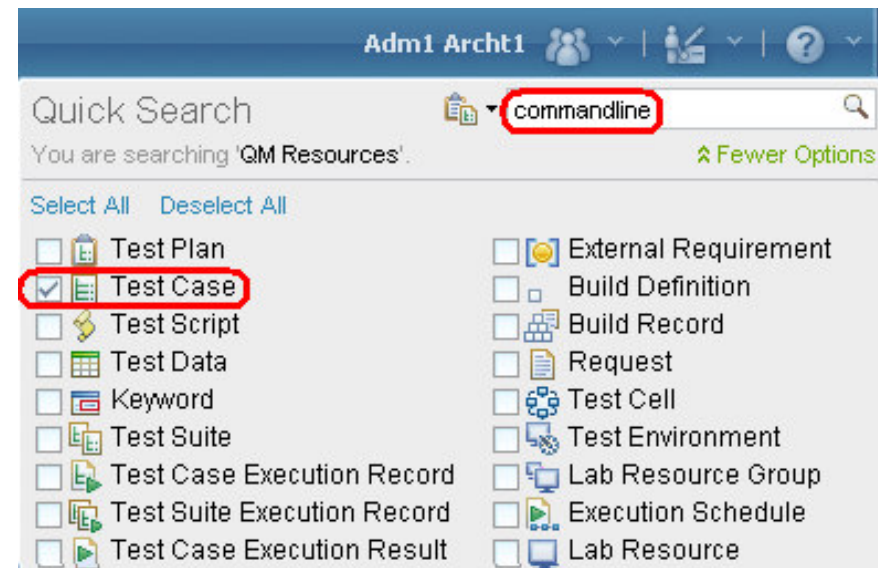 Adm1 Archt1
Quick Search
commandline
You are searching 'QM Resources'.
Fewer Options
Select All Deselect All
Test Plan
External Requirement
Test Case
Build Definition
Test Script
Build Record
Test Data
Request
Keyword
Test Cell
Test Suite
Test Environment
Test Case Execution Record
Lab Resource Group
Test Suite Execution Record
Execution Schedule
Test Case Execution Result
Lab Resource